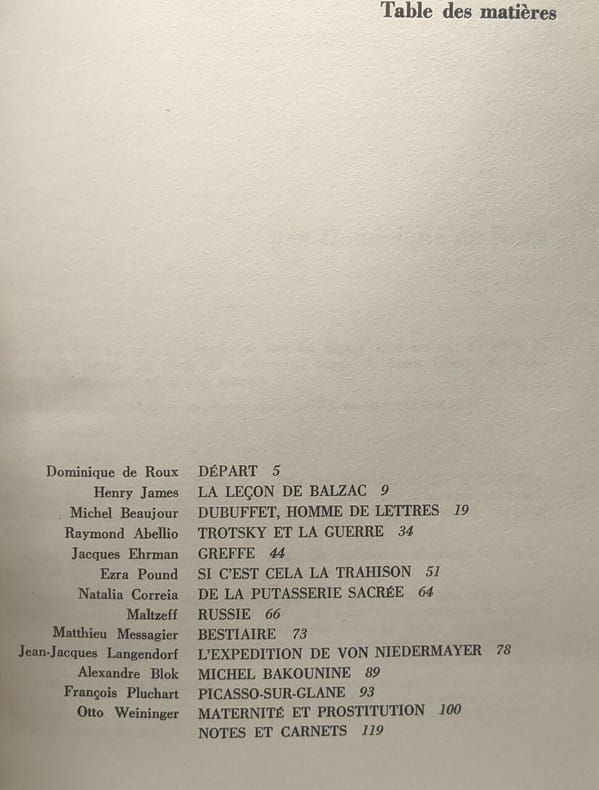 Table des matières
Dominique de Roux DÉPART 5
Henry James LA LEÇON DE BALZAC 9
Michel Beaujour DUBUFFET, HOMME DE LETTRES 19
Raymond Abellio TROTSKY ET LA GUERRE 34
Jacques Ehrman GREFFE 44
Ezra Pound SI C'EST CELA LA TRAHISON 51
Natalia Correia DE LA PUTASSERIE SACRÉE 64
Maltzeff RUSSIE 66
Matthieu Messagier BESTIAIRE 73
Jean-Jacques Langendorf L'EXPEDITION DE VON NIEDERMAYER 78
Alexandre Blok MICHEL BAKOUNINE 89
François Pluchart PICASSO-SUR-GLANE 93
Otto Weininger MATERNITÉ ET PROSTITUTION 100
NOTES ET CARNETS 119